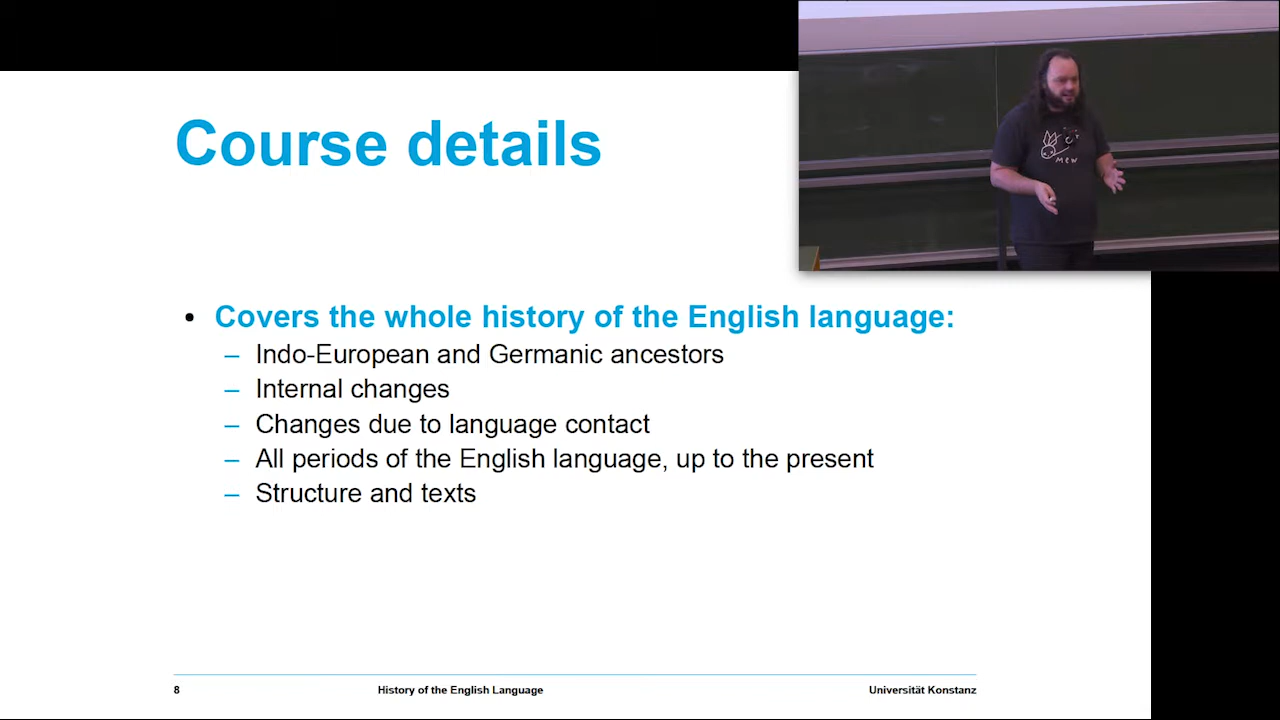 Course details
• Covers the whole history of the English language:
– Indo-European and Germanic ancestors
– Internal changes
– Changes due to language contact
– All periods of the English language, up to the present
– Structure and texts
8 History of the English Language Universität Konstanz
mew